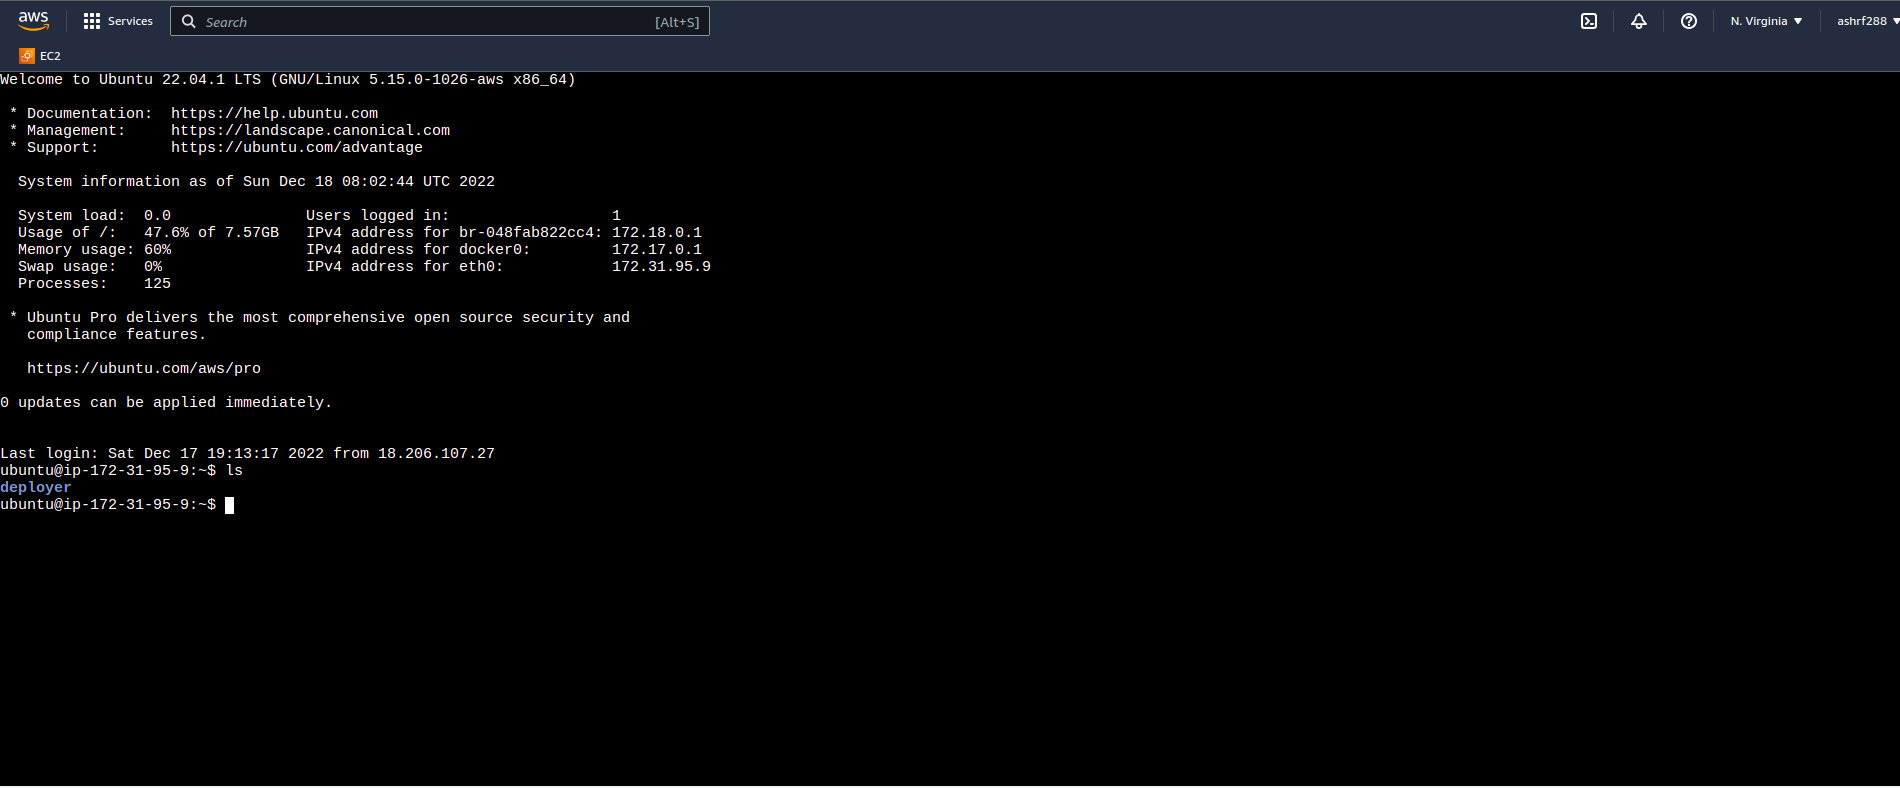 aws Services Search [Alt+S] N. Virginia ashrf288
EC2
Welcome to Ubuntu 22.04.1 LTS (GNU/Linux 5.15.0-1026-aws x86_64)
* Documentation:  https://help.ubuntu.com
* Management:     https://landscape.canonical.com
* Support:        https://ubuntu.com/advantage
System information as of Sun Dec 18 08:02:44 UTC 2022
System load:  0.0               Users logged in:                  1
Usage of /:   47.6% of 7.57GB   IPv4 address for br-048fab822cc4: 172.18.0.1
Memory usage: 60%               IPv4 address for docker0:         172.17.0.1
Swap usage:   0%                IPv4 address for eth0:            172.31.95.9
Processes:    125
* Ubuntu Pro delivers the most comprehensive open source security and
compliance features.
https://ubuntu.com/aws/pro
0 updates can be applied immediately.
Last login: Sat Dec 17 19:13:17 2022 from 18.206.107.27
ubuntu@ip-172-31-95-9:~$ ls
deployer
ubuntu@ip-172-31-95-9:~$